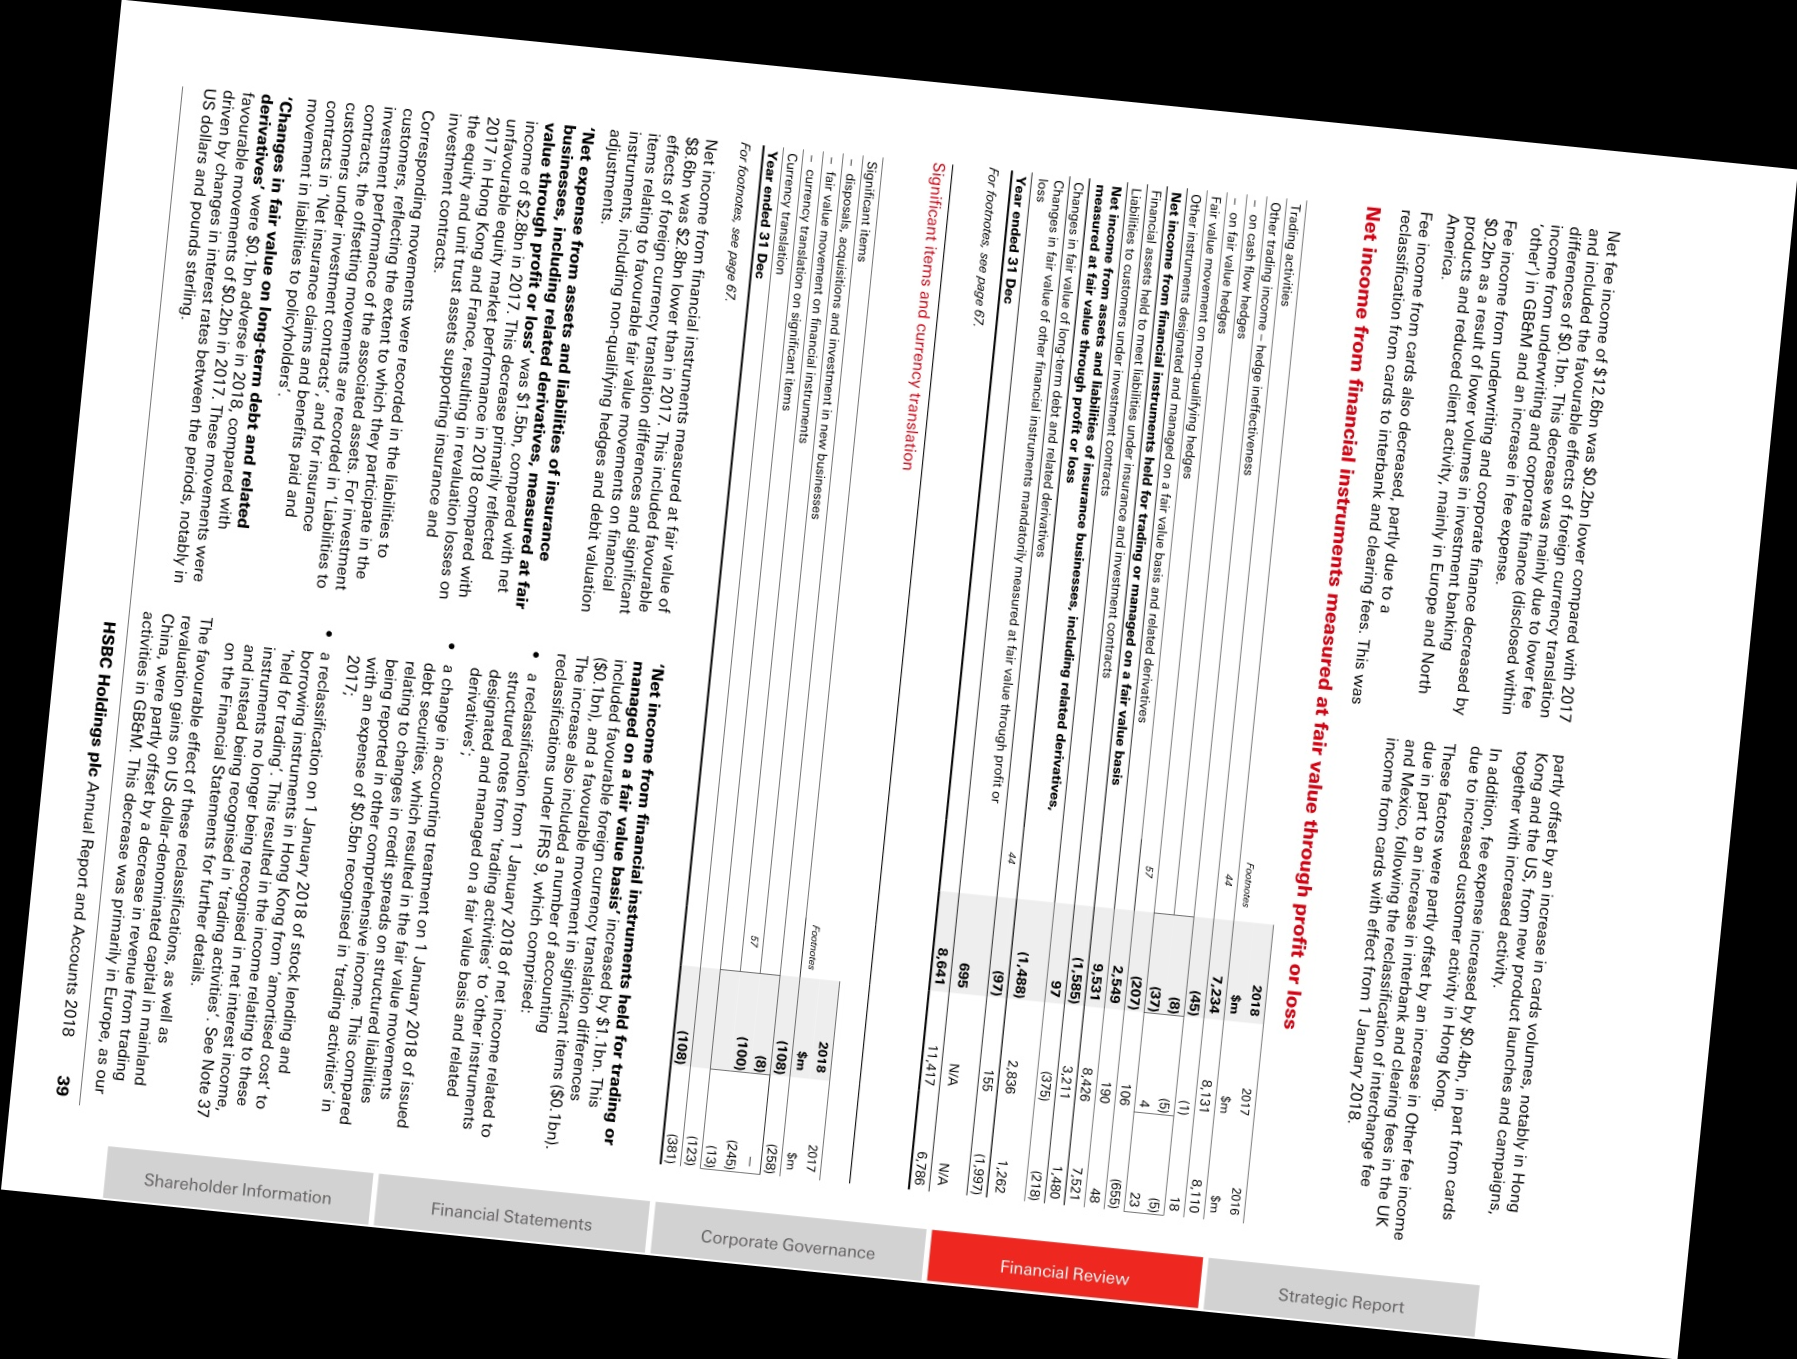 Net fee income of $12.8bn was $0.2bn lower compared with 2017
and included the favourable effects of foreign currency translation
differences of $0.1bn. This decrease was mainly due to lower fee
income from underwriting and corporate finance (disclosed within
'other') in GB&M and an increase in fee expense.
Fee income from underwriting and corporate finance decreased by
$0.2bn as a result of lower volumes in investment banking
products and reduced client activity, mainly in Europe and North
America.
Fee income from cards also decreased, partly due to a
reclassification from cards to interbank and clearing fees. This was
partly offset by an increase in cards volumes, notably in Hong
Kong and the US, from new product launches and campaigns,
together with increased activity.
In addition, fee expense increased by $0.4bn, in part from cards
due to increased customer activity in Hong Kong.
These factors were partly offset by an increase in Other fee income
due in part to an increase in interbank and clearing fees in the UK
and Mexico, following the reclassification of interchange fee
income from cards with effect from 1 January 2018.
Net income from financial instruments measured at fair value through profit or loss
2018 2017 2016
Footnotes $m $m $m
Trading activities 7,234 8,131 8,110
Other trading income – hedge ineffectiveness 44 (45) (1) 18
– on cash flow hedges (8) (5) (5)
– on fair value hedges (37) 4 23
Fair value movement on non-qualifying hedges 57 (207) 106 (655)
Other instruments designated and managed on a fair value basis and related derivatives 2,549 190 48
Net income from financial instruments held for trading or managed on a fair value basis 9,531 8,426 7,521
Financial assets held to meet liabilities under insurance and investment contracts (1,585) 3,211 1,480
Liabilities to customers under investment contracts 97 (375) (218)
Net income from assets and liabilities of insurance businesses, including related derivatives,
measured at fair value through profit or loss (1,488) 2,836 1,262
Changes in fair value of long-term debt and related derivatives 44 (97) 155 (1,997)
Changes in fair value of other financial instruments mandatorily measured at fair value through profit or
loss 695 N/A N/A
Year ended 31 Dec 8,641 11,417 6,786
For footnotes, see page 67.
Significant items and currency translation
2018 2017
Footnotes $m $m
Significant items (108) (258)
– disposals, acquisitions and investment in new businesses (8) –
– fair value movement on financial instruments 57 (100) (245)
– currency translation on significant items (13)
Currency translation (123)
Year ended 31 Dec (108) (381)
For footnotes, see page 67.
Net income from financial instruments measured at fair value of
$8.6bn was $2.8bn lower than in 2017. This included favourable
effects of foreign currency translation differences and significant
items relating to favourable fair value movements on financial
instruments, including non-qualifying hedges and debit valuation
adjustments.
'Net expense from assets and liabilities of insurance
businesses, including related derivatives, measured at fair
value through profit or loss' was $1.5bn, compared with net
income of $2.8bn in 2017. This decrease primarily reflected
unfavourable equity market performance in 2018 compared with
2017 in Hong Kong and France, resulting in revaluation losses on
the equity and unit trust assets supporting insurance and
investment contracts.
Corresponding movements were recorded in the liabilities to
customers, reflecting the extent to which they participate in the
investment performance of the associated assets. For investment
contracts, the offsetting movements are recorded in 'Liabilities to
customers under investment contracts', and for insurance
contracts in 'Net insurance claims and benefits paid and
movement in liabilities to policyholders'.
'Changes in fair value on long-term debt and related
derivatives' were $0.1bn adverse in 2018, compared with
favourable movements of $0.2bn in 2017. These movements were
driven by changes in interest rates between the periods, notably in
US dollars and pounds sterling.
'Net income from financial instruments held for trading or
managed on a fair value basis' increased by $1.1bn. This
included favourable foreign currency translation differences
($0.1bn), and a favourable movement in significant items ($0.1bn).
The increase also included a number of accounting
reclassifications under IFRS 9, which comprised:
• a reclassification from 1 January 2018 of net income related to
structured notes from 'trading activities' to 'other instruments
designated and managed on a fair value basis and related
derivatives';
• a change in accounting treatment on 1 January 2018 of issued
debt securities, which resulted in the fair value movements
relating to changes in credit spreads on structured liabilities
being reported in other comprehensive income. This compared
with an expense of $0.5bn recognised in 'trading activities' in
2017;
• a reclassification on 1 January 2018 of stock lending and
borrowing instruments in Hong Kong from 'amortised cost' to
'held for trading'. This resulted in the income relating to these
instruments no longer being recognised in net interest income,
and instead being recognised in 'trading activities'. See Note 37
on the Financial Statements for further details.
The favourable effect of these reclassifications, as well as
revaluation gains on US dollar-denominated capital in mainland
China, were partly offset by a decrease in revenue from trading
activities in GB&M. This decrease was primarily in Europe, as our
HSBC Holdings plc Annual Report and Accounts 2018 39
Strategic Report
Financial Review
Corporate Governance
Financial Statements
Shareholder Information